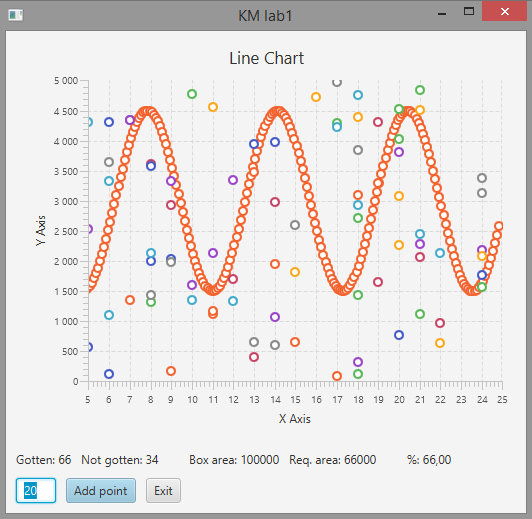 KM lab1
Line Chart
Y Axis
5 000
4 500
4 000
3 500
3 000
2 500
2 000
1 500
1 000
500
0
5 6 7 8 9 10 11 12 13 14 15 16 17 18 19 20 21 22 23 24 25
X Axis
Gotten: 66 Not gotten: 34 Box area: 100000 Req. area: 66000 %: 66,00
20 Add point Exit